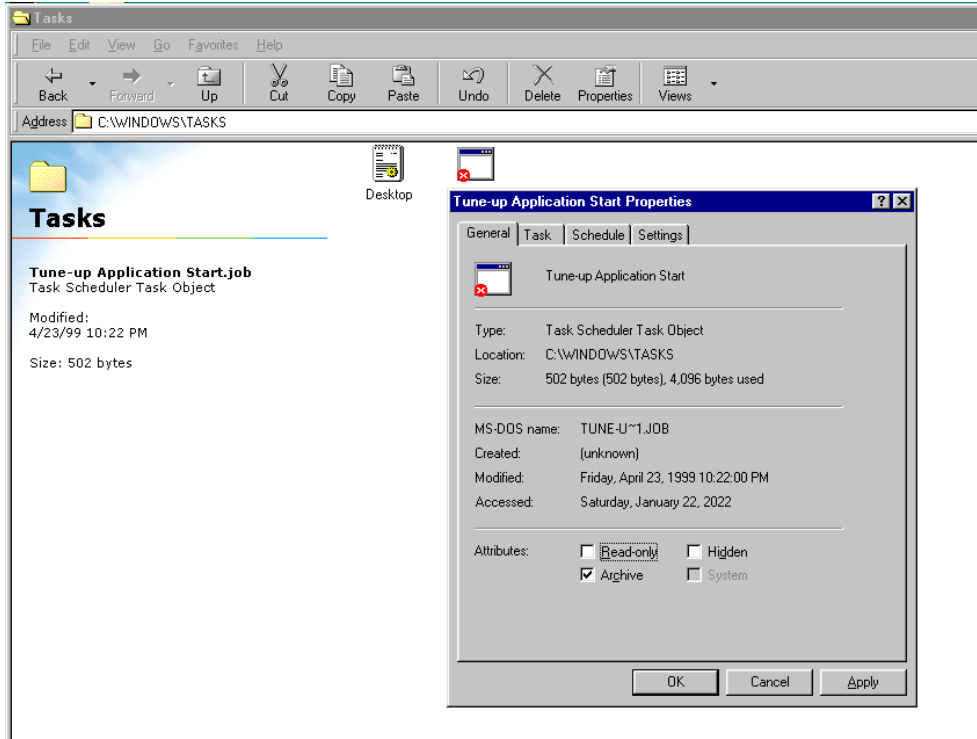 Tasks
File Edit View Go Favorites Help
Back Forward Up Cut Copy Paste Undo Delete Properties Views
Address C:\WINDOWS\TASKS
Tasks
Tune-up Application Start.job
Task Scheduler Task Object
Modified:
4/23/99 10:22 PM
Size: 502 bytes
Desktop
Tune-up Application Start Properties
General Task Schedule Settings
Tune-up Application Start
Type: Task Scheduler Task Object
Location: C:\WINDOWS\TASKS
Size: 502 bytes (502 bytes), 4,096 bytes used
MS-DOS name: TUNE-U~1.JOB
Created: (unknown)
Modified: Friday, April 23, 1999 10:22:00 PM
Accessed: Saturday, January 22, 2022
Attributes: Read-only Hidden
Archive System
OK Cancel Apply